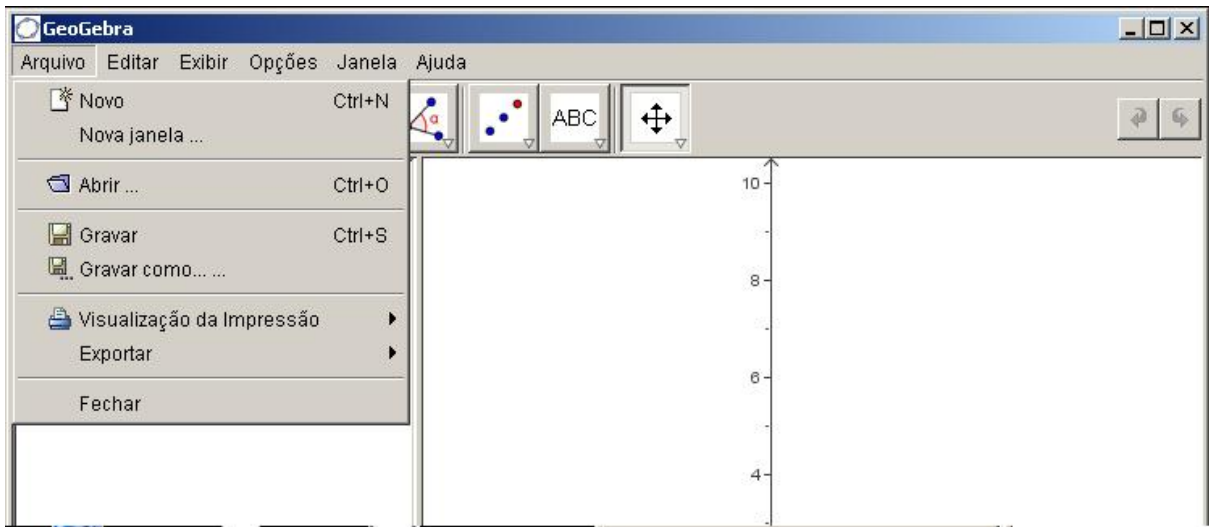 GeoGebra
Arquivo Editar Exibir Opções Janela Ajuda
Novo Ctrl+N
Nova janela ...
Abrir ... Ctrl+O
Gravar Ctrl+S
Gravar como... ...
Visualização da Impressão
Exportar
Fechar
α
ABC
10
8
6
4